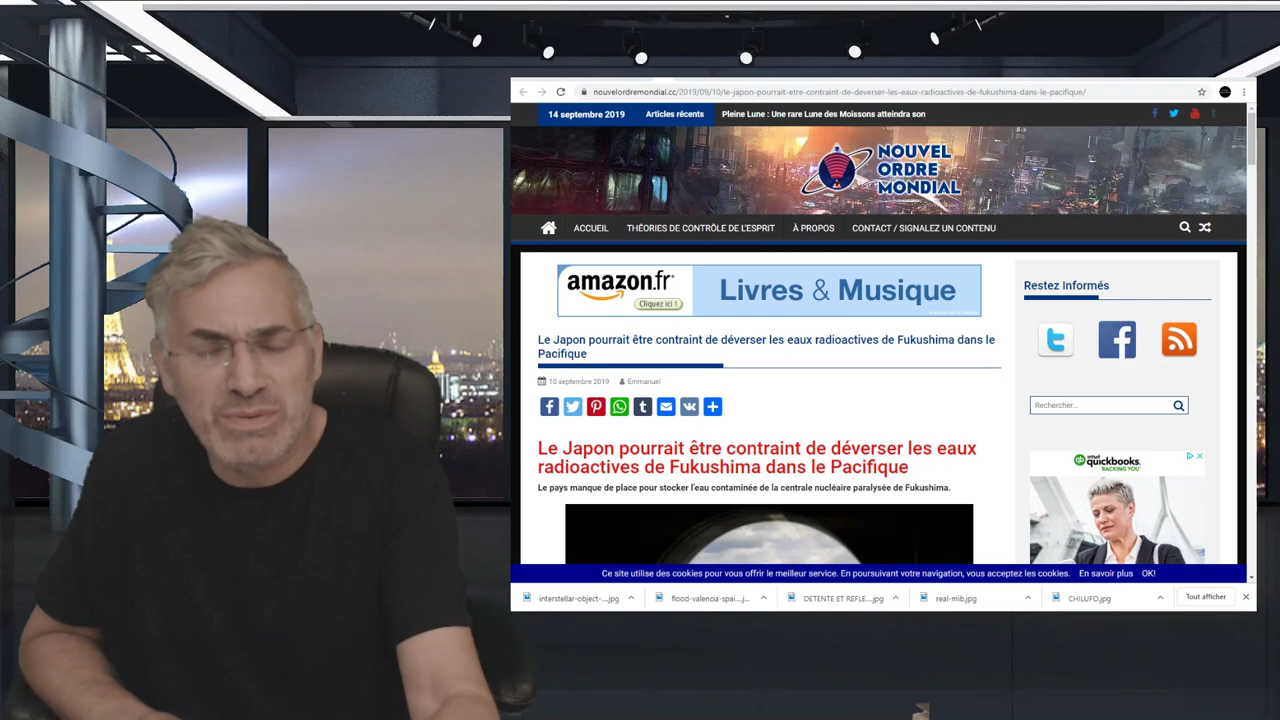 nouvelordremondial.cc/2019/09/10/le-japon-pourrait-etre-contraint-de-deverser-les-eaux-radioactives-de-fukushima-dans-le-pacifique/
14 septembre 2019 Articles récents Pleine Lune : Une rare Lune des Moissons atteindra son
NOUVEL
ORDRE
MONDIAL
ACCUEIL THÉORIES DE CONTRÔLE DE L'ESPRIT À PROPOS CONTACT / SIGNALEZ UN CONTENU
amazon.fr
Cliquez ici !
Livres & Musique
Restez Informés
Le Japon pourrait être contraint de déverser les eaux radioactives de Fukushima dans le
Pacifique
10 septembre 2019 Emmanuel
Rechercher...
Le Japon pourrait être contraint de déverser les eaux
radioactives de Fukushima dans le Pacifique
Le pays manque de place pour stocker l'eau contaminée de la centrale nucléaire paralysée de Fukushima.
intuit
quickbooks.
BACKING YOU
Ce site utilise des cookies pour vous offrir le meilleur service. En poursuivant votre navigation, vous acceptez les cookies. En savoir plus OK!
interstellar-object-....jpg flood-valencia-spai....j... DETENTE ET REFLE....jpg real-mib.jpg CHILUFO.jpg Tout afficher